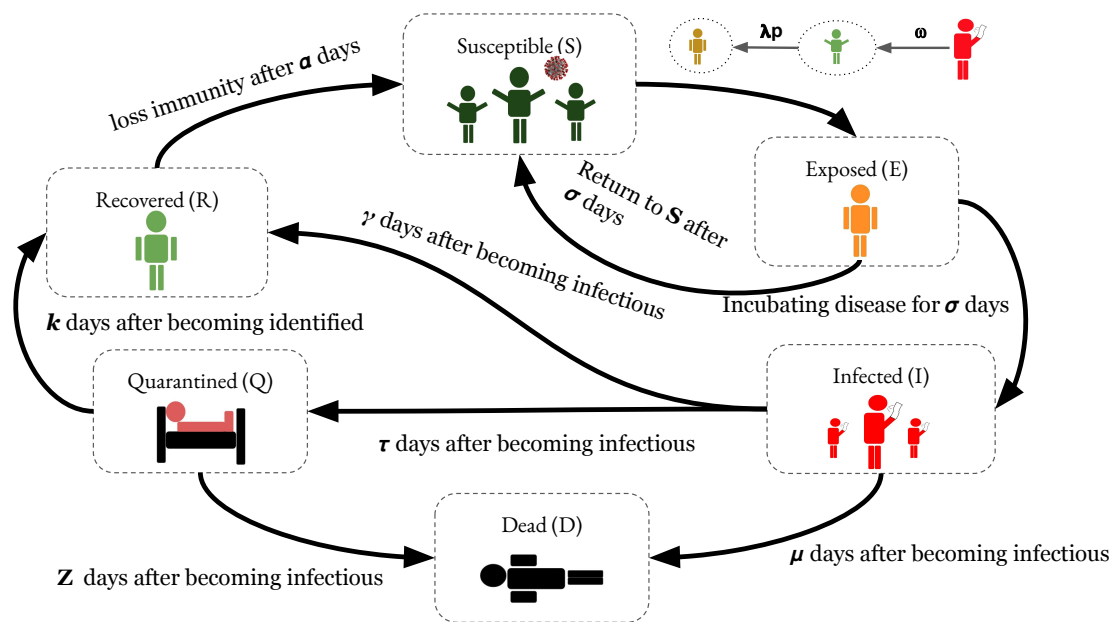 Susceptible (S)
λp
ω
loss immunity after α days
Exposed (E)
Return to S after
σ days
Recovered (R)
γ days after becoming infectious
Incubating disease for σ days
k days after becoming identified
Quarantined (Q)
Infected (I)
τ days after becoming infectious
Dead (D)
μ days after becoming infectious
Z days after becoming infectious